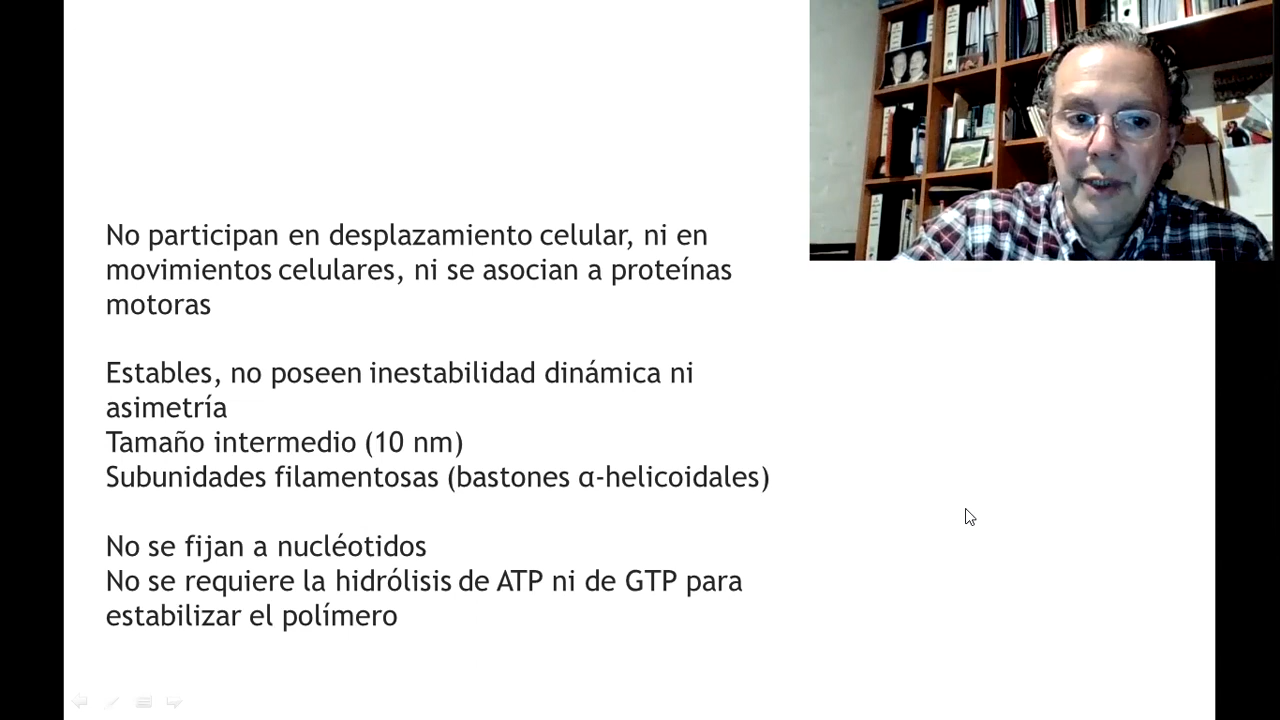 No participan en desplazamiento celular, ni en
movimientos celulares, ni se asocian a proteínas
motoras
Estables, no poseen inestabilidad dinámica ni
asimetría
Tamaño intermedio (10 nm)
Subunidades filamentosas (bastones α-helicoidales)
No se fijan a nucléotidos
No se requiere la hidrólisis de ATP ni de GTP para
estabilizar el polímero